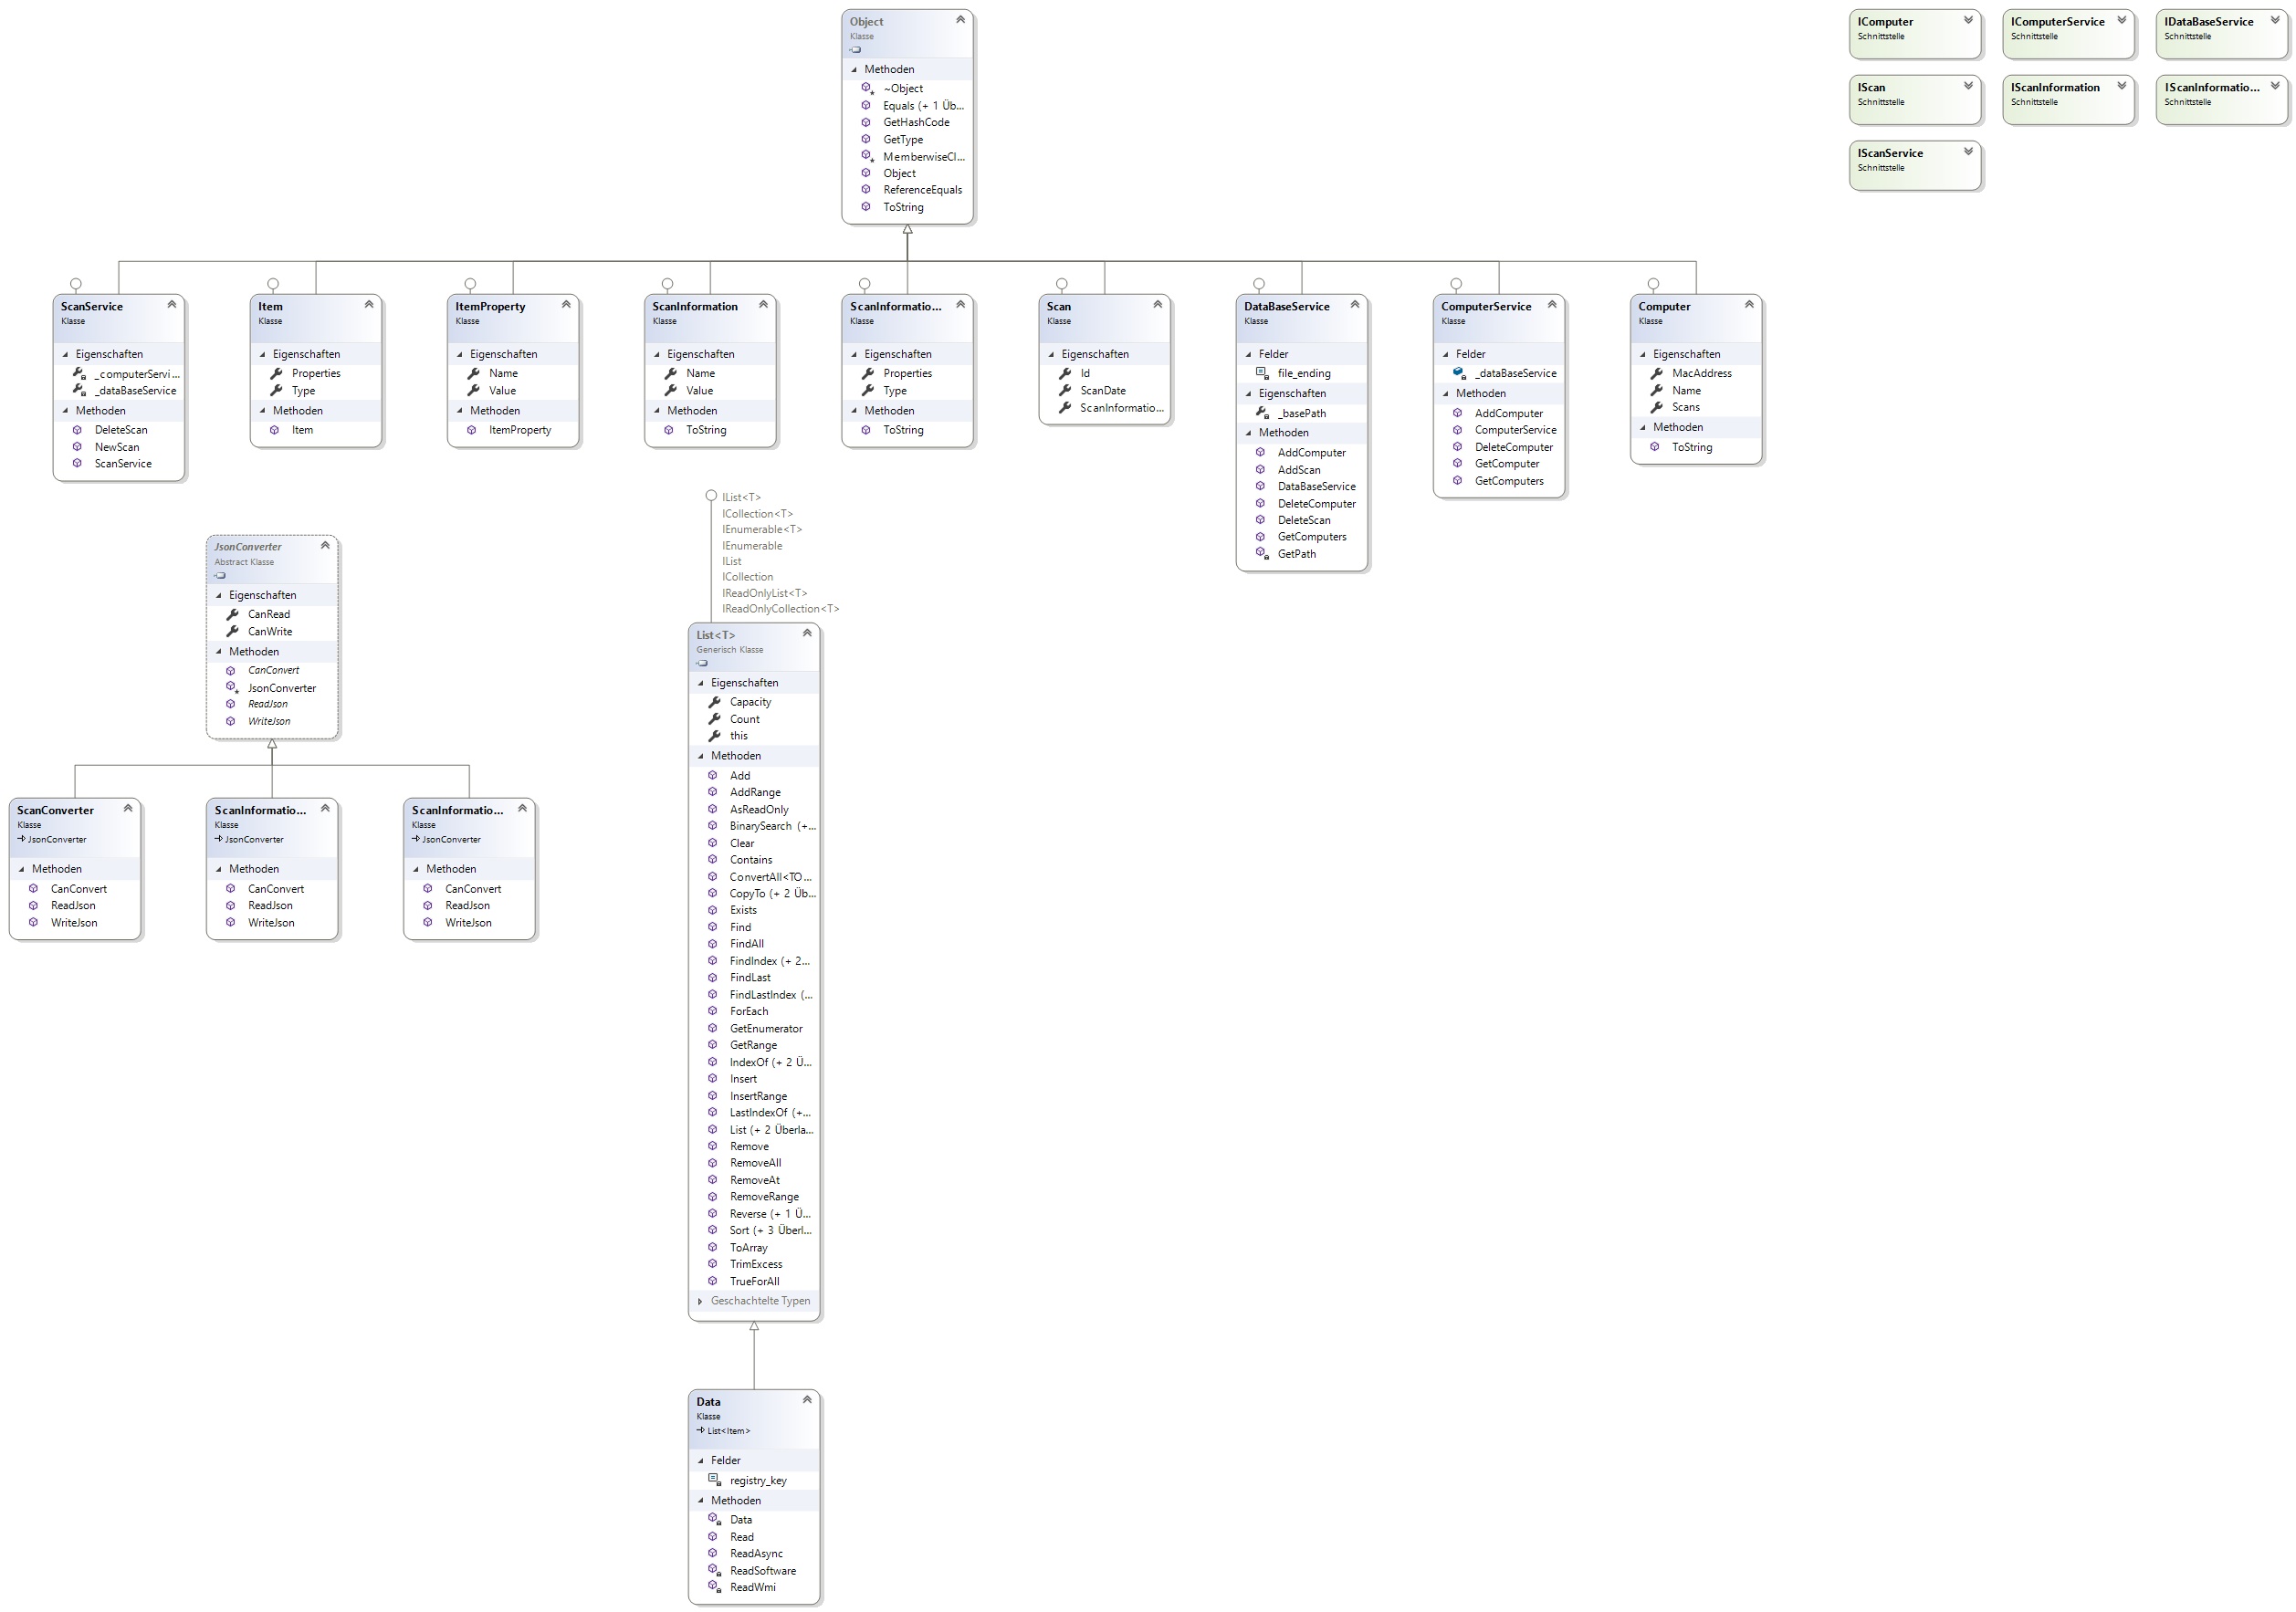 Object
Klasse
Methoden
~Object
Equals (+ 1 Üb...
GetHashCode
GetType
MemberwiseCl...
Object
ReferenceEquals
ToString
IComputer
Schnittstelle
IComputerService
Schnittstelle
IDataBaseService
Schnittstelle
IScan
Schnittstelle
IScanInformation
Schnittstelle
IScanInformatio...
Schnittstelle
IScanService
Schnittstelle
ScanService
Klasse
Eigenschaften
_computerServi...
_dataBaseService
Methoden
DeleteScan
NewScan
ScanService
Item
Klasse
Eigenschaften
Properties
Type
Methoden
Item
ItemProperty
Klasse
Eigenschaften
Name
Value
Methoden
ItemProperty
ScanInformation
Klasse
Eigenschaften
Name
Value
Methoden
ToString
ScanInformatio...
Klasse
Eigenschaften
Properties
Type
Methoden
ToString
Scan
Klasse
Eigenschaften
Id
ScanDate
ScanInformatio...
DataBaseService
Klasse
Felder
file_ending
Eigenschaften
_basePath
Methoden
AddComputer
AddScan
DataBaseService
DeleteComputer
DeleteScan
GetComputers
GetPath
ComputerService
Klasse
Felder
_dataBaseService
Methoden
AddComputer
ComputerService
DeleteComputer
GetComputer
GetComputers
Computer
Klasse
Eigenschaften
MacAddress
Name
Scans
Methoden
ToString
JsonConverter
Abstract Klasse
Eigenschaften
CanRead
CanWrite
Methoden
CanConvert
JsonConverter
ReadJson
WriteJson
ScanConverter
Klasse
JsonConverter
Methoden
CanConvert
ReadJson
WriteJson
ScanInformatio...
Klasse
JsonConverter
Methoden
CanConvert
ReadJson
WriteJson
ScanInformatio...
Klasse
JsonConverter
Methoden
CanConvert
ReadJson
WriteJson
IList<T>
ICollection<T>
IEnumerable<T>
IEnumerable
IList
ICollection
IReadOnlyList<T>
IReadOnlyCollection<T>
List<T>
Generisch Klasse
Eigenschaften
Capacity
Count
this
Methoden
Add
AddRange
AsReadOnly
BinarySearch (+...
Clear
Contains
ConvertAll<TO...
CopyTo (+ 2 Üb...
Exists
Find
FindAll
FindIndex (+ 2...
FindLast
FindLastIndex (...
ForEach
GetEnumerator
GetRange
IndexOf (+ 2 Ü...
Insert
InsertRange
LastIndexOf (+...
List (+ 2 Überla...
Remove
RemoveAll
RemoveAt
RemoveRange
Reverse (+ 1 Ü...
Sort (+ 3 Überl...
ToArray
TrimExcess
TrueForAll
Geschachtelte Typen
Data
Klasse
List<Item>
Felder
registry_key
Methoden
Data
Read
ReadAsync
ReadSoftware
ReadWmi